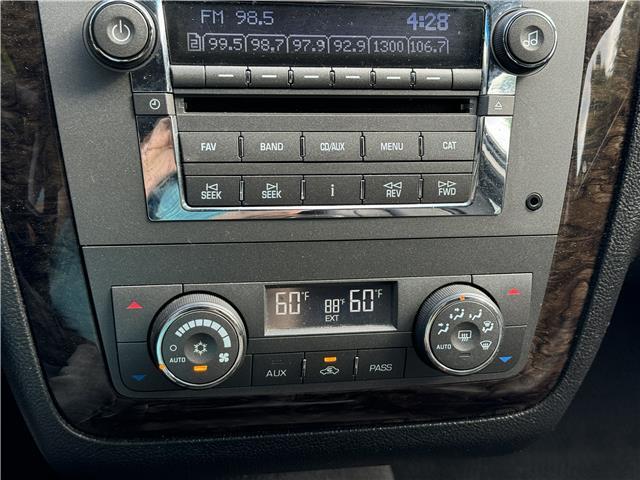 FM 98.5 4:28
2 99.5 98.7 97.9 92.9 1300 106.7
FAV BAND CD/AUX MENU CAT
SEEK SEEK i REV FWD
60°F 88°F 60°F
EXT
AUTO AUTO
AUX PASS